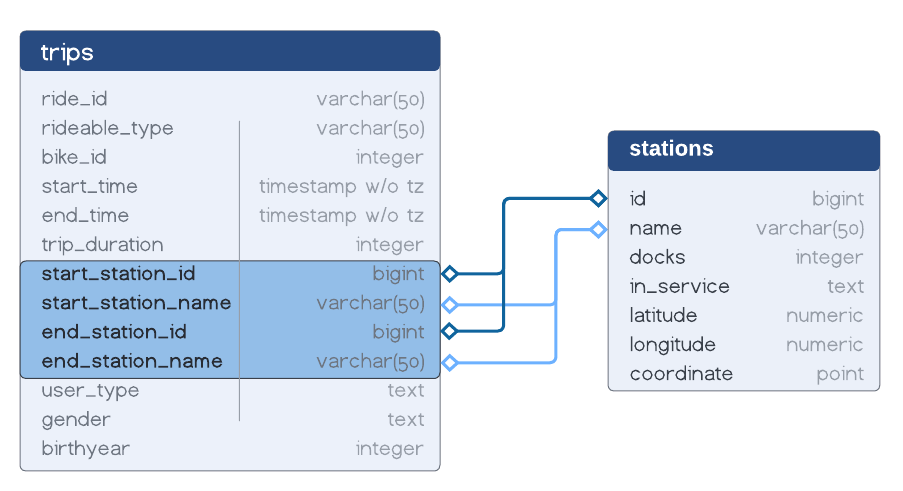 trips
ride_id varchar(50)
rideable_type varchar(50)
bike_id integer
start_time timestamp w/o tz
end_time timestamp w/o tz
trip_duration integer
start_station_id bigint
start_station_name varchar(50)
end_station_id bigint
end_station_name varchar(50)
user_type text
gender text
birthyear integer
stations
id bigint
name varchar(50)
docks integer
in_service text
latitude numeric
longitude numeric
coordinate point